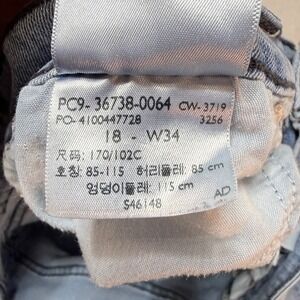 PC9- 36738-0064 CW-3719
PO- 4100447728 3256
18 - W34
尺码: 170/102C
호칭: 85-115 허리둘레: 85 cm
엉덩이둘레: 115 cm
$46148 AD